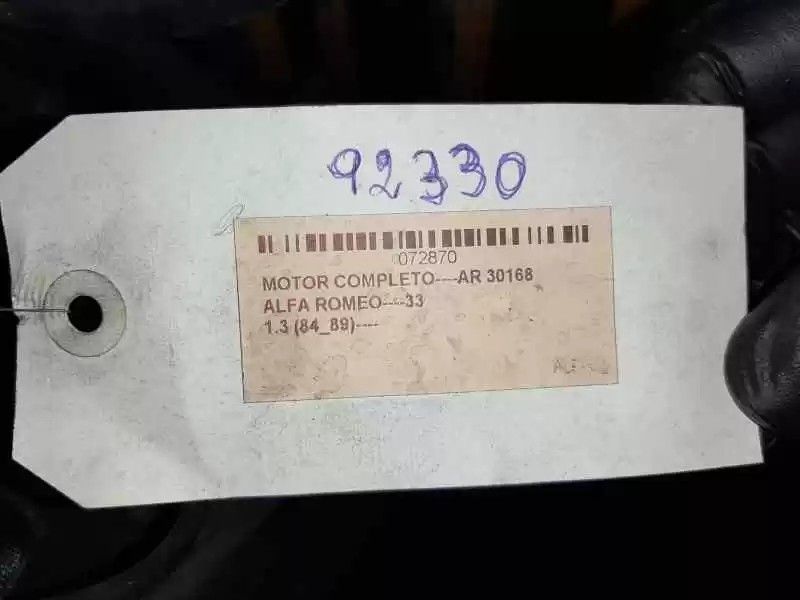 92330
072870
MOTOR COMPLETO----AR 30168
ALFA ROMEO----33
1.3 (84_89)----